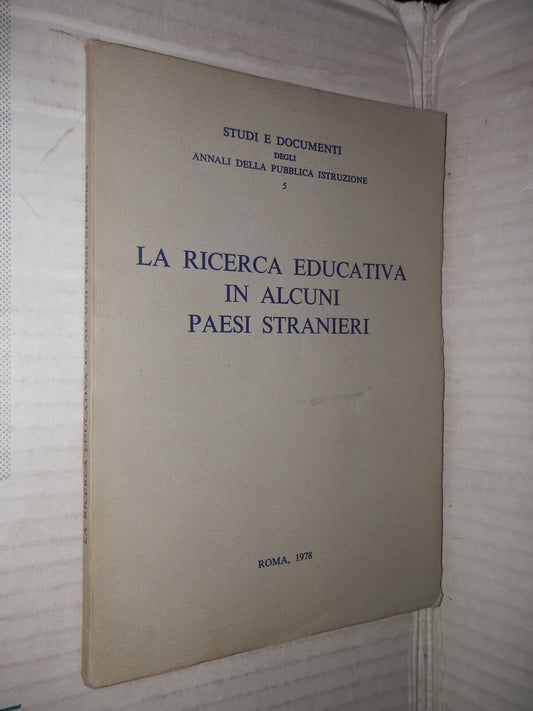 STUDI E DOCUMENTI
DEGLI
ANNALI DELLA PUBBLICA ISTRUZIONE
5
LA RICERCA EDUCATIVA
IN ALCUNI
PAESI STRANIERI
ROMA, 1978
LA RICERCA EDUCATIVA IN ALCUNI PAESI STRANIERI